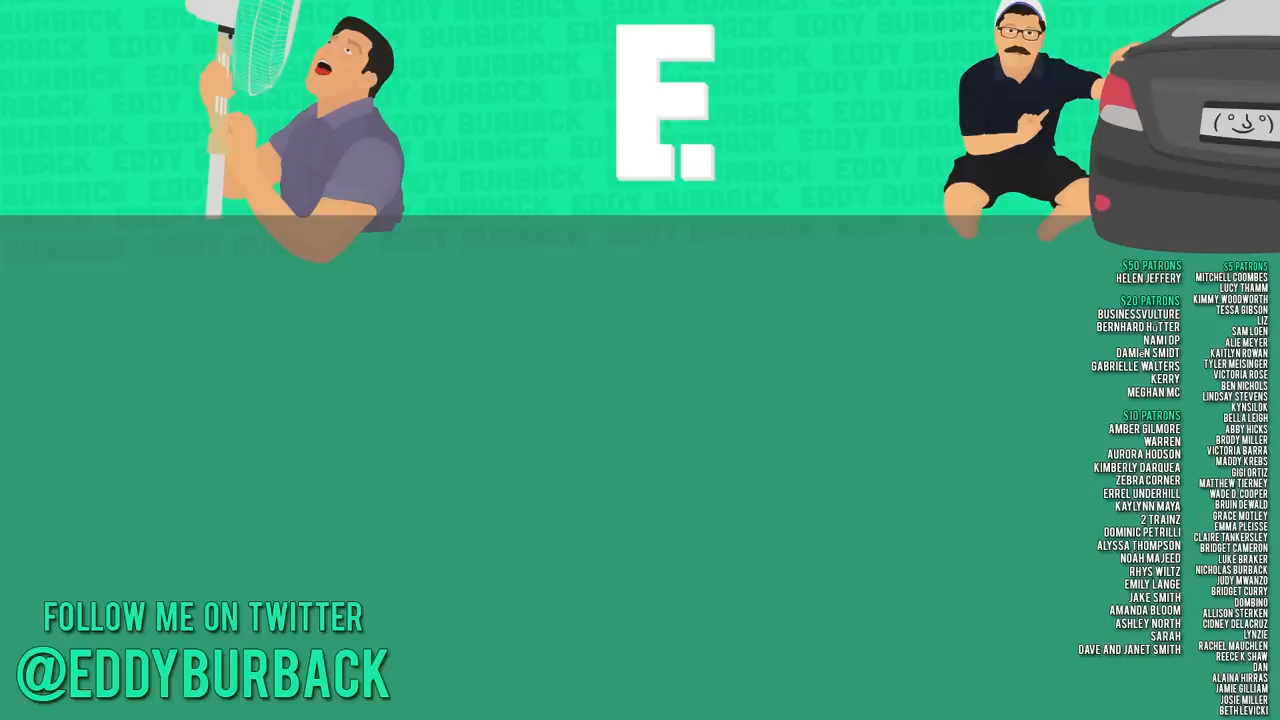 E.
( ͡° ͜ʖ ͡°)
$50 PATRONS
HELEN JEFFERY
$20 PATRONS
BUSINESSVULTURE
BERNHARD HüTTER
NAMI DP
DAMIeN SMIDT
GABRIELLE WALTERS
KERRY
MEGHAN MC
$10 PATRONS
AMBER GILMORE
WARREN
AURORA HODSON
KIMBERLY DARQUEA
ZEBRA CORNER
ERREL UNDERHILL
KAYLYNN MAYA
2 TRAINZ
DOMINIC PETRILLI
ALYSSA THOMPSON
NOAH MAJEED
RHYS WILTZ
EMILY LANGE
JAKE SMITH
AMANDA BLOOM
ASHLEY NORTH
SARAH
DAVE AND JANET SMITH
$5 PATRONS
MITCHELL COOMBES
LUCY THAMM
KIMMY WOODWORTH
TESSA GIBSON
LIZ
SAM LOEN
ALIE MEYER
KAITLYN ROWAN
TYLER MEISINGER
VICTORIA ROSE
BEN NICHOLS
LINDSAY STEVENS
KYNSILOK
BELLA LEIGH
ABBY HICKS
BRODY MILLER
VICTORIA BARRA
MADDY KREBS
GIGI ORTIZ
MATTHEW TIERNEY
WADE D. COOPER
BRUIN DEWALD
GRACE MOTLEY
EMMA PLEISSE
CLAIRE TANKERSLEY
BRIDGET CAMERON
LUKE BRAKER
NICHOLAS BURBACK
JUDY MWANZO
BRIDGET CURRY
DOMBINO
ALLISON STERKEN
CIDNEY DELACRUZ
LYNZIE
RACHEL MAUCHLEN
REECE K SHAW
DAN
ALAINA HIRRAS
JAMIE GILLIAM
JOSIE MILLER
BETH LEVICKI
FOLLOW ME ON TWITTER
@EDDYBURBACK